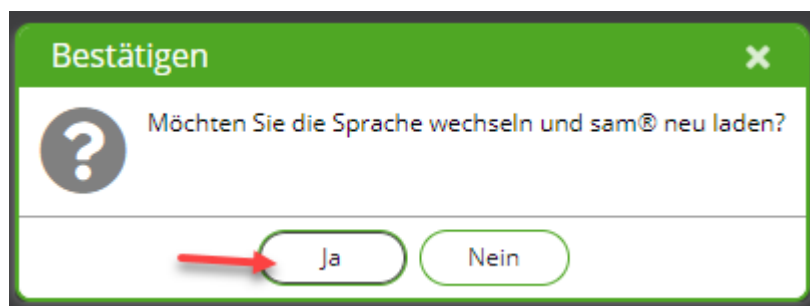 Bestätigen
Möchten Sie die Sprache wechseln und sam® neu laden?
Ja
Nein